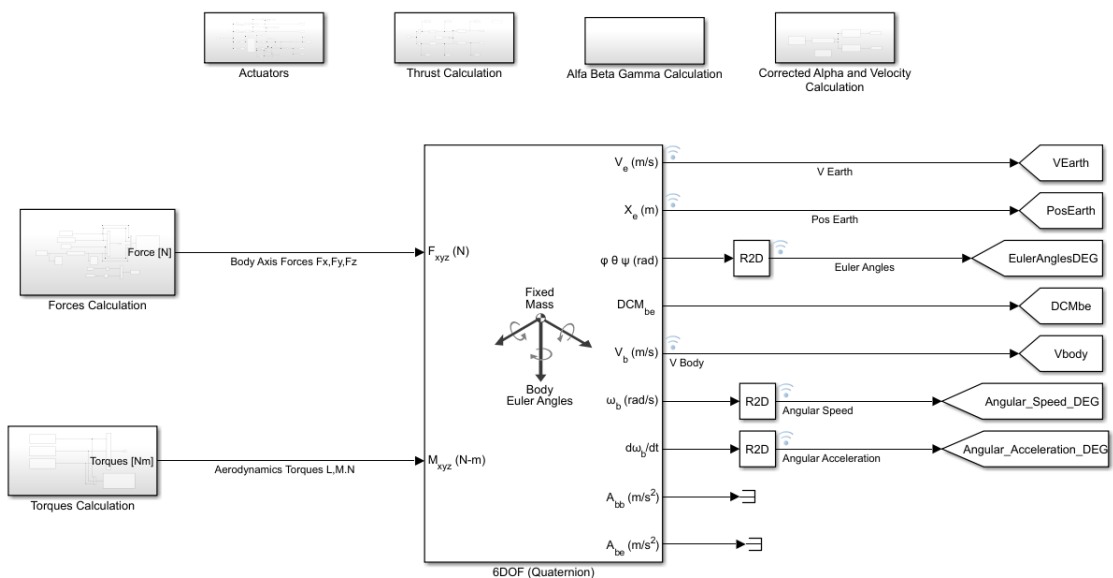 Actuators
Thrust Calculation
Alfa Beta Gamma Calculation
Corrected Alpha and Velocity
Calculation
Force [N]
Forces Calculation
Body Axis Forces Fx,Fy,Fz
Torques [Nm]
Torques Calculation
Aerodynamics Torques L,M.N
F_xyz (N)
M_xyz (N-m)
Fixed
Mass
Body
Euler Angles
V_e (m/s)
X_e (m)
φ θ ψ (rad)
DCM_be
V_b (m/s)
ω_b (rad/s)
dω_b/dt
A_bb (m/s²)
A_be (m/s²)
6DOF (Quaternion)
V Earth
VEarth
Pos Earth
PosEarth
R2D
Euler Angles
EulerAnglesDEG
DCMbe
V Body
Vbody
R2D
Angular Speed
Angular_Speed_DEG
R2D
Angular Acceleration
Angular_Acceleration_DEG